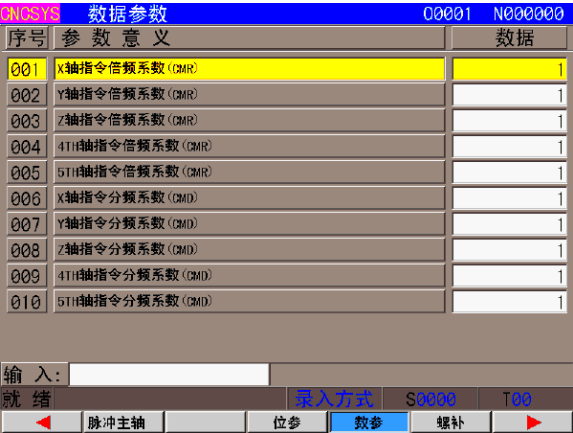 CNCSYS 数据参数 O0001 N000000
序号 参 数 意 义 数据
001 X轴指令倍频系数(CMR) 1
002 Y轴指令倍频系数(CMR) 1
003 Z轴指令倍频系数(CMR) 1
004 4TH轴指令倍频系数(CMR) 1
005 5TH轴指令倍频系数(CMR) 1
006 X轴指令分频系数(CMD) 1
007 Y轴指令分频系数(CMD) 1
008 Z轴指令分频系数(CMD) 1
009 4TH轴指令分频系数(CMD) 1
010 5TH轴指令分频系数(CMD) 1
输 入:
就 绪 录入方式 S0000 T00
脉冲主轴 位参 数参 螺补